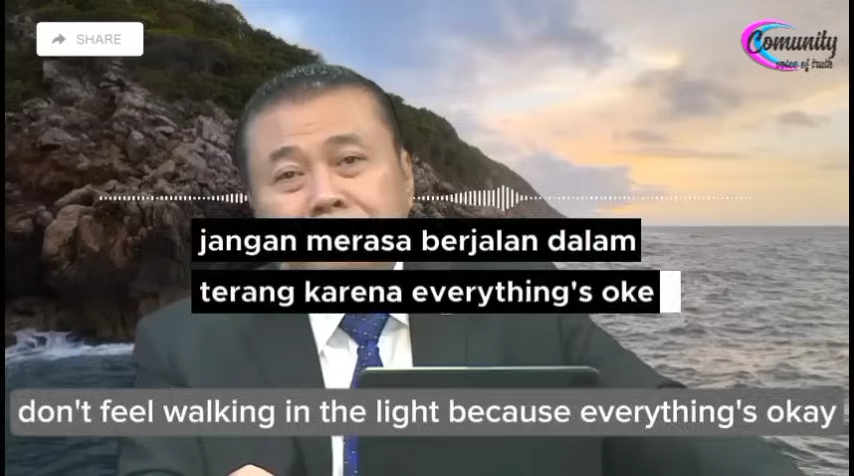 SHARE
Comunity
voice of truth
jangan merasa berjalan dalam
terang karena everything's oke
don't feel walking in the light because everything's okay